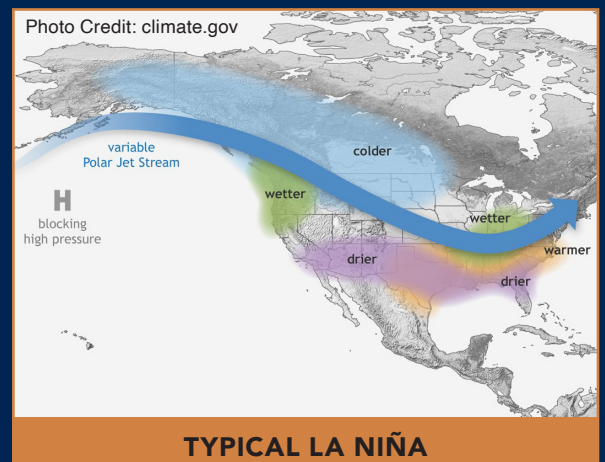 Photo Credit: climate.gov
variable
Polar Jet Stream
H
blocking
high pressure
colder
wetter
wetter
warmer
drier
drier
TYPICAL LA NIÑA